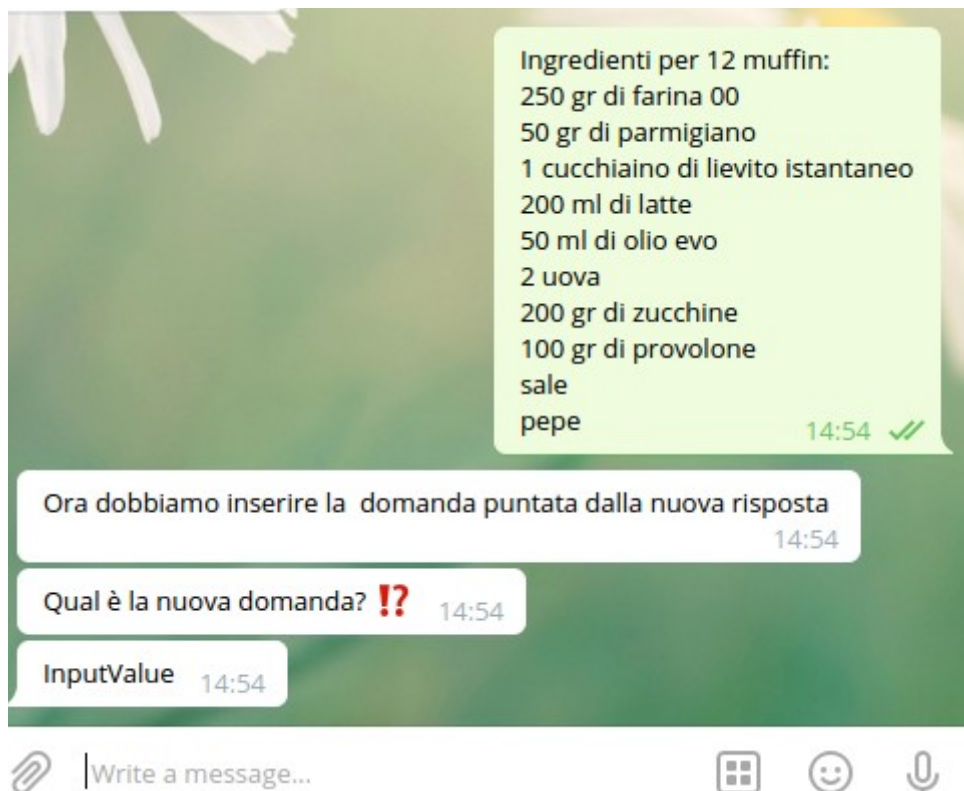 Ingredienti per 12 muffin:
250 gr di farina 00
50 gr di parmigiano
1 cucchiaino di lievito istantaneo
200 ml di latte
50 ml di olio evo
2 uova
200 gr di zucchine
100 gr di provolone
sale
pepe
14:54
Ora dobbiamo inserire la  domanda puntata dalla nuova risposta
14:54
Qual è la nuova domanda? ⁉️ 14:54
InputValue 14:54
Write a message...